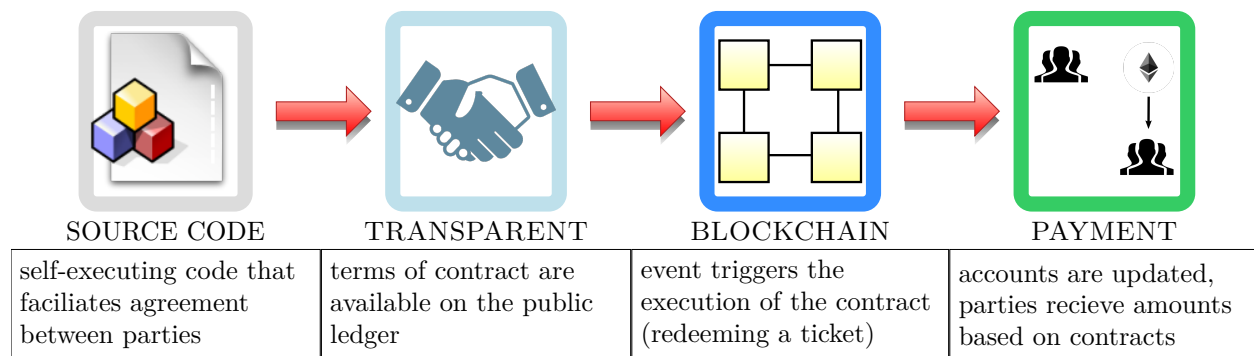 SOURCE CODE
self-executing code that
faciliates agreement
between parties
TRANSPARENT
terms of contract are
available on the public
ledger
BLOCKCHAIN
event triggers the
execution of the contract
(redeeming a ticket)
PAYMENT
accounts are updated,
parties recieve amounts
based on contracts